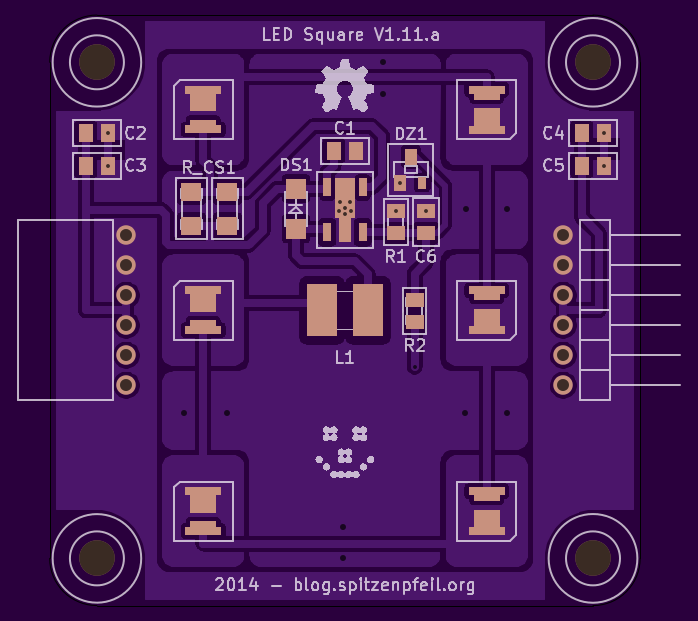 LED Square V1.11.a
C1
C2
DZ1
C4
C3
R_CS1
DS1
C5
R1
C6
R2
L1
2014 - blog.spitzenpfeil.org